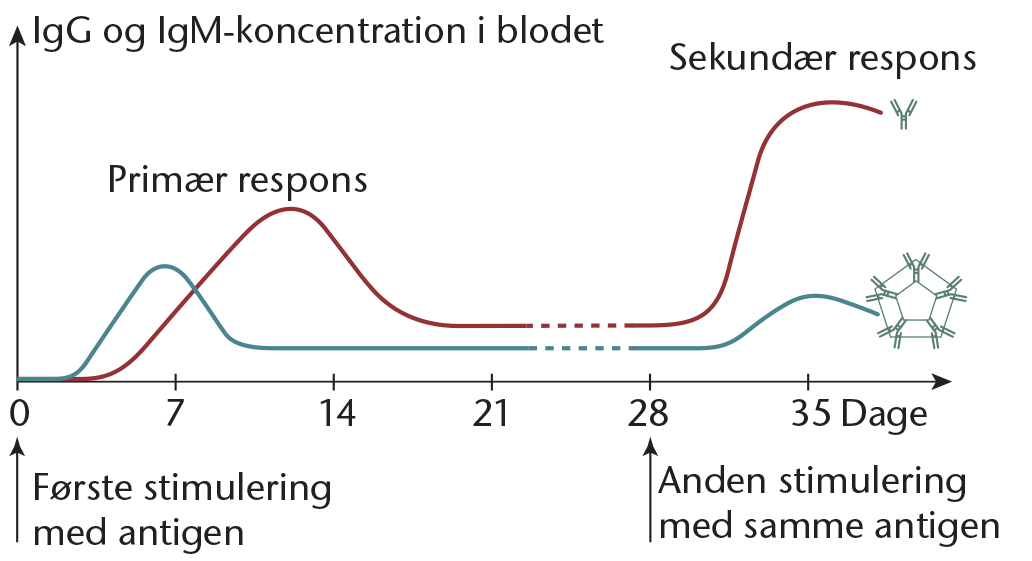 IgG og IgM-koncentration i blodet
Sekundær respons
Primær respons
0 7 14 21 28 35 Dage
Første stimulering
med antigen
Anden stimulering
med samme antigen